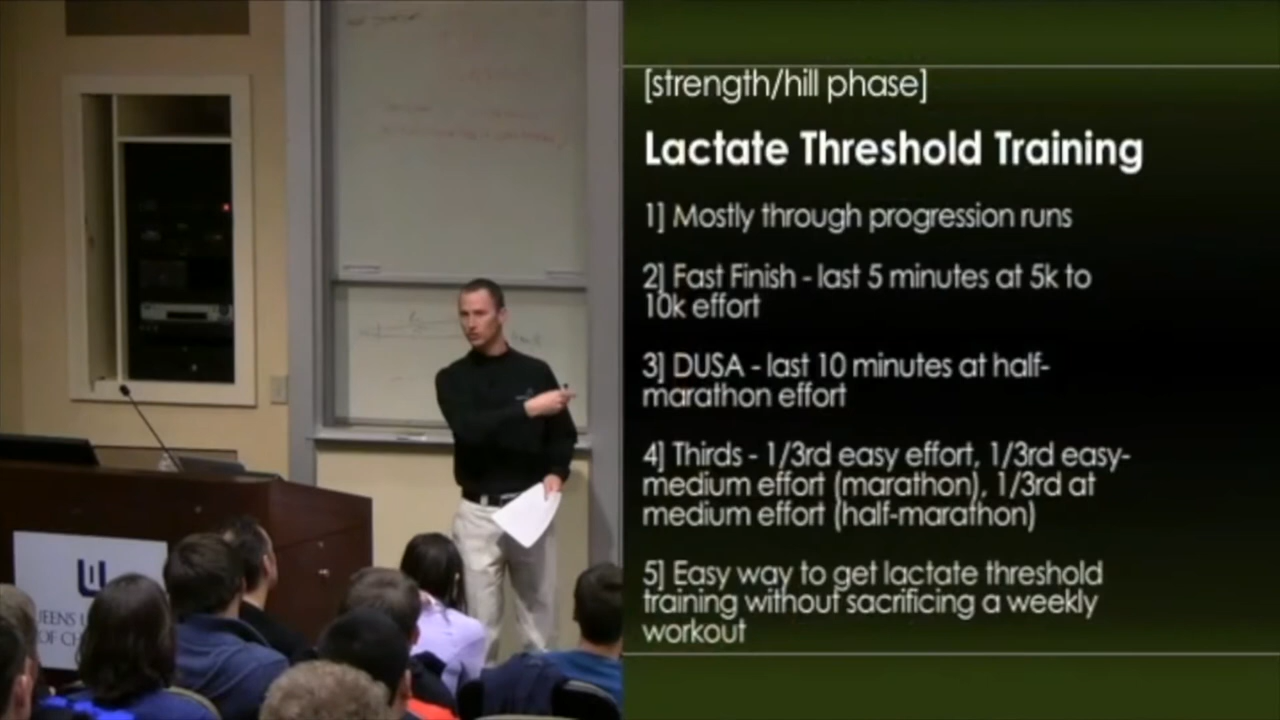 [strength/hill phase]
Lactate Threshold Training
1] Mostly through progression runs
2] Fast Finish - last 5 minutes at 5k to
10k effort
3] DUSA - last 10 minutes at half-
marathon effort
4] Thirds - 1/3rd easy effort, 1/3rd easy-
medium effort (marathon), 1/3rd at
medium effort (half-marathon)
5] Easy way to get lactate threshold
training without sacrificing a weekly
workout
EENS U
OF CH